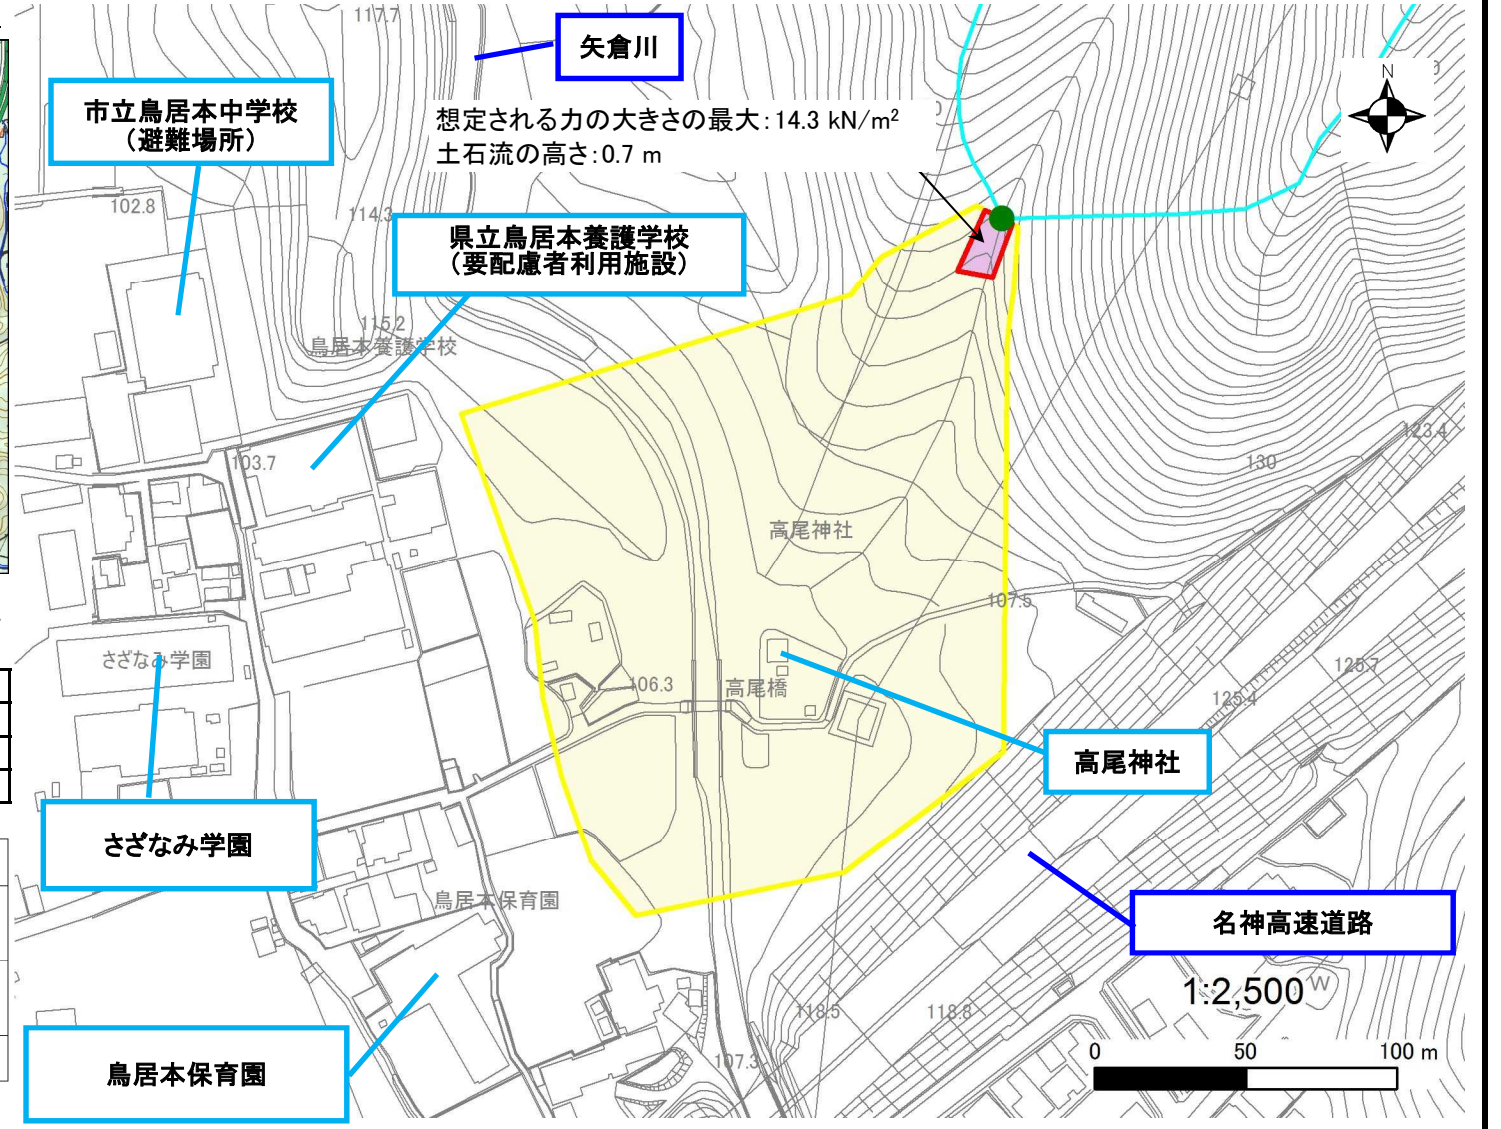 117.7
矢倉川
N
市立鳥居本中学校
（避難場所）
想定される力の大きさの最大：14.3 kN/m²
土石流の高さ：0.7 m
102.8
114.3
県立鳥居本養護学校
（要配慮者利用施設）
115.2
鳥居本養護学校
123.4
103.7
130
高尾神社
107.5
さざなみ学園
125.7
106.3
高尾橋
125.4
高尾神社
さざなみ学園
鳥居本保育園
名神高速道路
1:2,500
W
118.5
118.8
0 50 100 m
107.3
鳥居本保育園